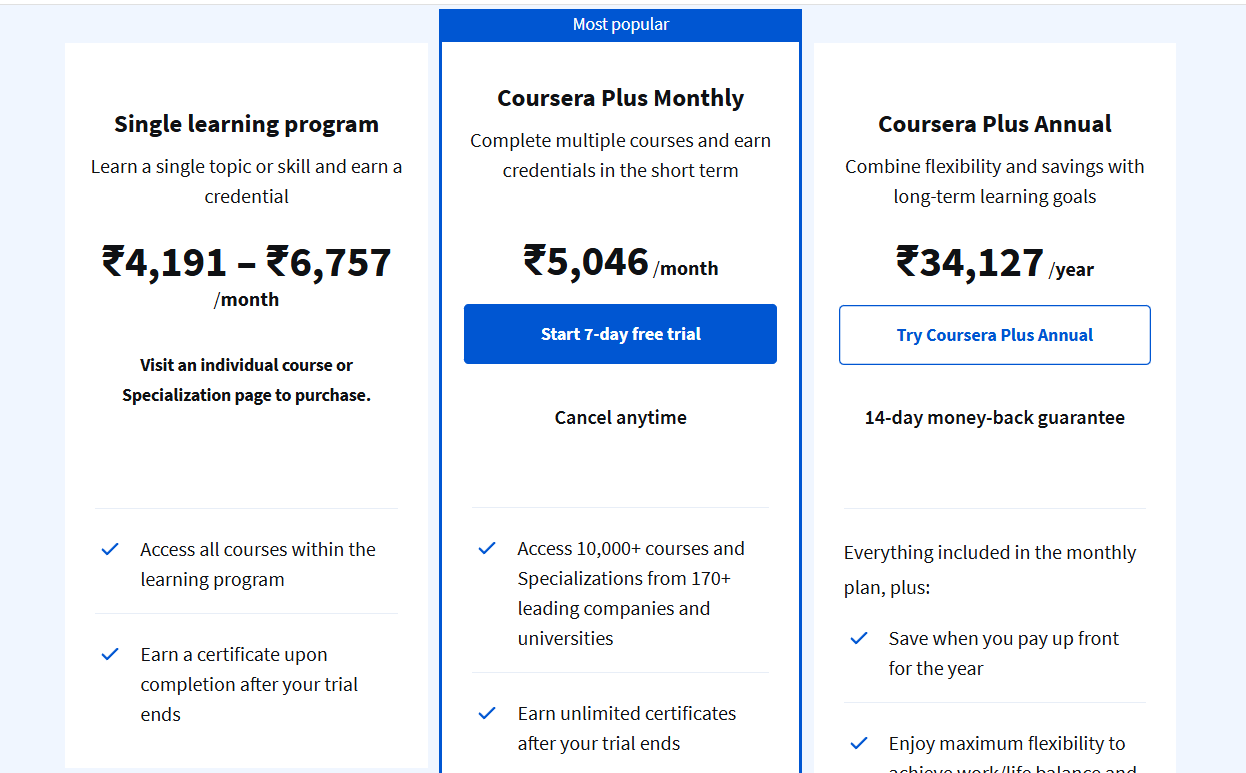 Most popular
Single learning program
Learn a single topic or skill and earn a
credential
₹4,191 – ₹6,757
/month
Visit an individual course or
Specialization page to purchase.
Access all courses within the
learning program
Earn a certificate upon
completion after your trial
ends
Coursera Plus Monthly
Complete multiple courses and earn
credentials in the short term
₹5,046 /month
Start 7-day free trial
Cancel anytime
Access 10,000+ courses and
Specializations from 170+
leading companies and
universities
Earn unlimited certificates
after your trial ends
Coursera Plus Annual
Combine flexibility and savings with
long-term learning goals
₹34,127 /year
Try Coursera Plus Annual
14-day money-back guarantee
Everything included in the monthly
plan, plus:
Save when you pay up front
for the year
Enjoy maximum flexibility to
achieve work/life balance and